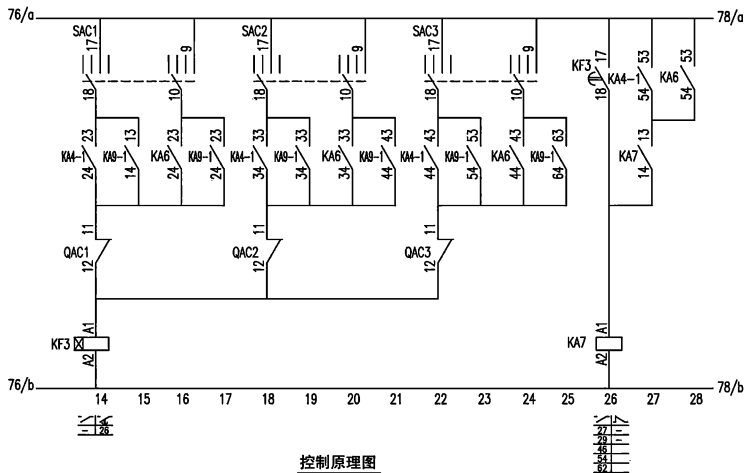 76/a 78/a
SAC1 17 9 SAC2 17 9 SAC3 17 9 KF3 17 KA4-1 53 KA6 53
18 10 18 10 18 10 18 54 54
KA4-1 23 KA9-1 13 KA6 23 KA9-1 23 KA4-1 33 KA9-1 33 KA6 33 KA9-1 43 KA4-1 43 KA9-1 53 KA6 43 KA9-1 63 KA7 13
24 14 24 24 34 34 34 44 44 54 44 64 14
QAC1 11 QAC2 11 QAC3 11
12 12 12
KF3 A1 KA7 A1
A2 A2
76/b 78/b
14 15 16 17 18 19 20 21 22 23 24 25 26 27 28
- 26 27 -
29 -
46
54
62
控制原理图